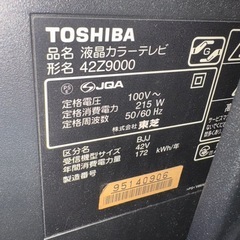 TOSHIBA
品名 液晶カラーテレビ
形名 42Z9000
JQA
定格電圧 : 100V~
定格消費電力 : 215 W
定格周波数 : 50/60 Hz
株式会社 東芝
区分名 : BJJ
受信機型サイズ : 42V
年間消費電力量 : 172 kWh/年
製造番号 :
95140906